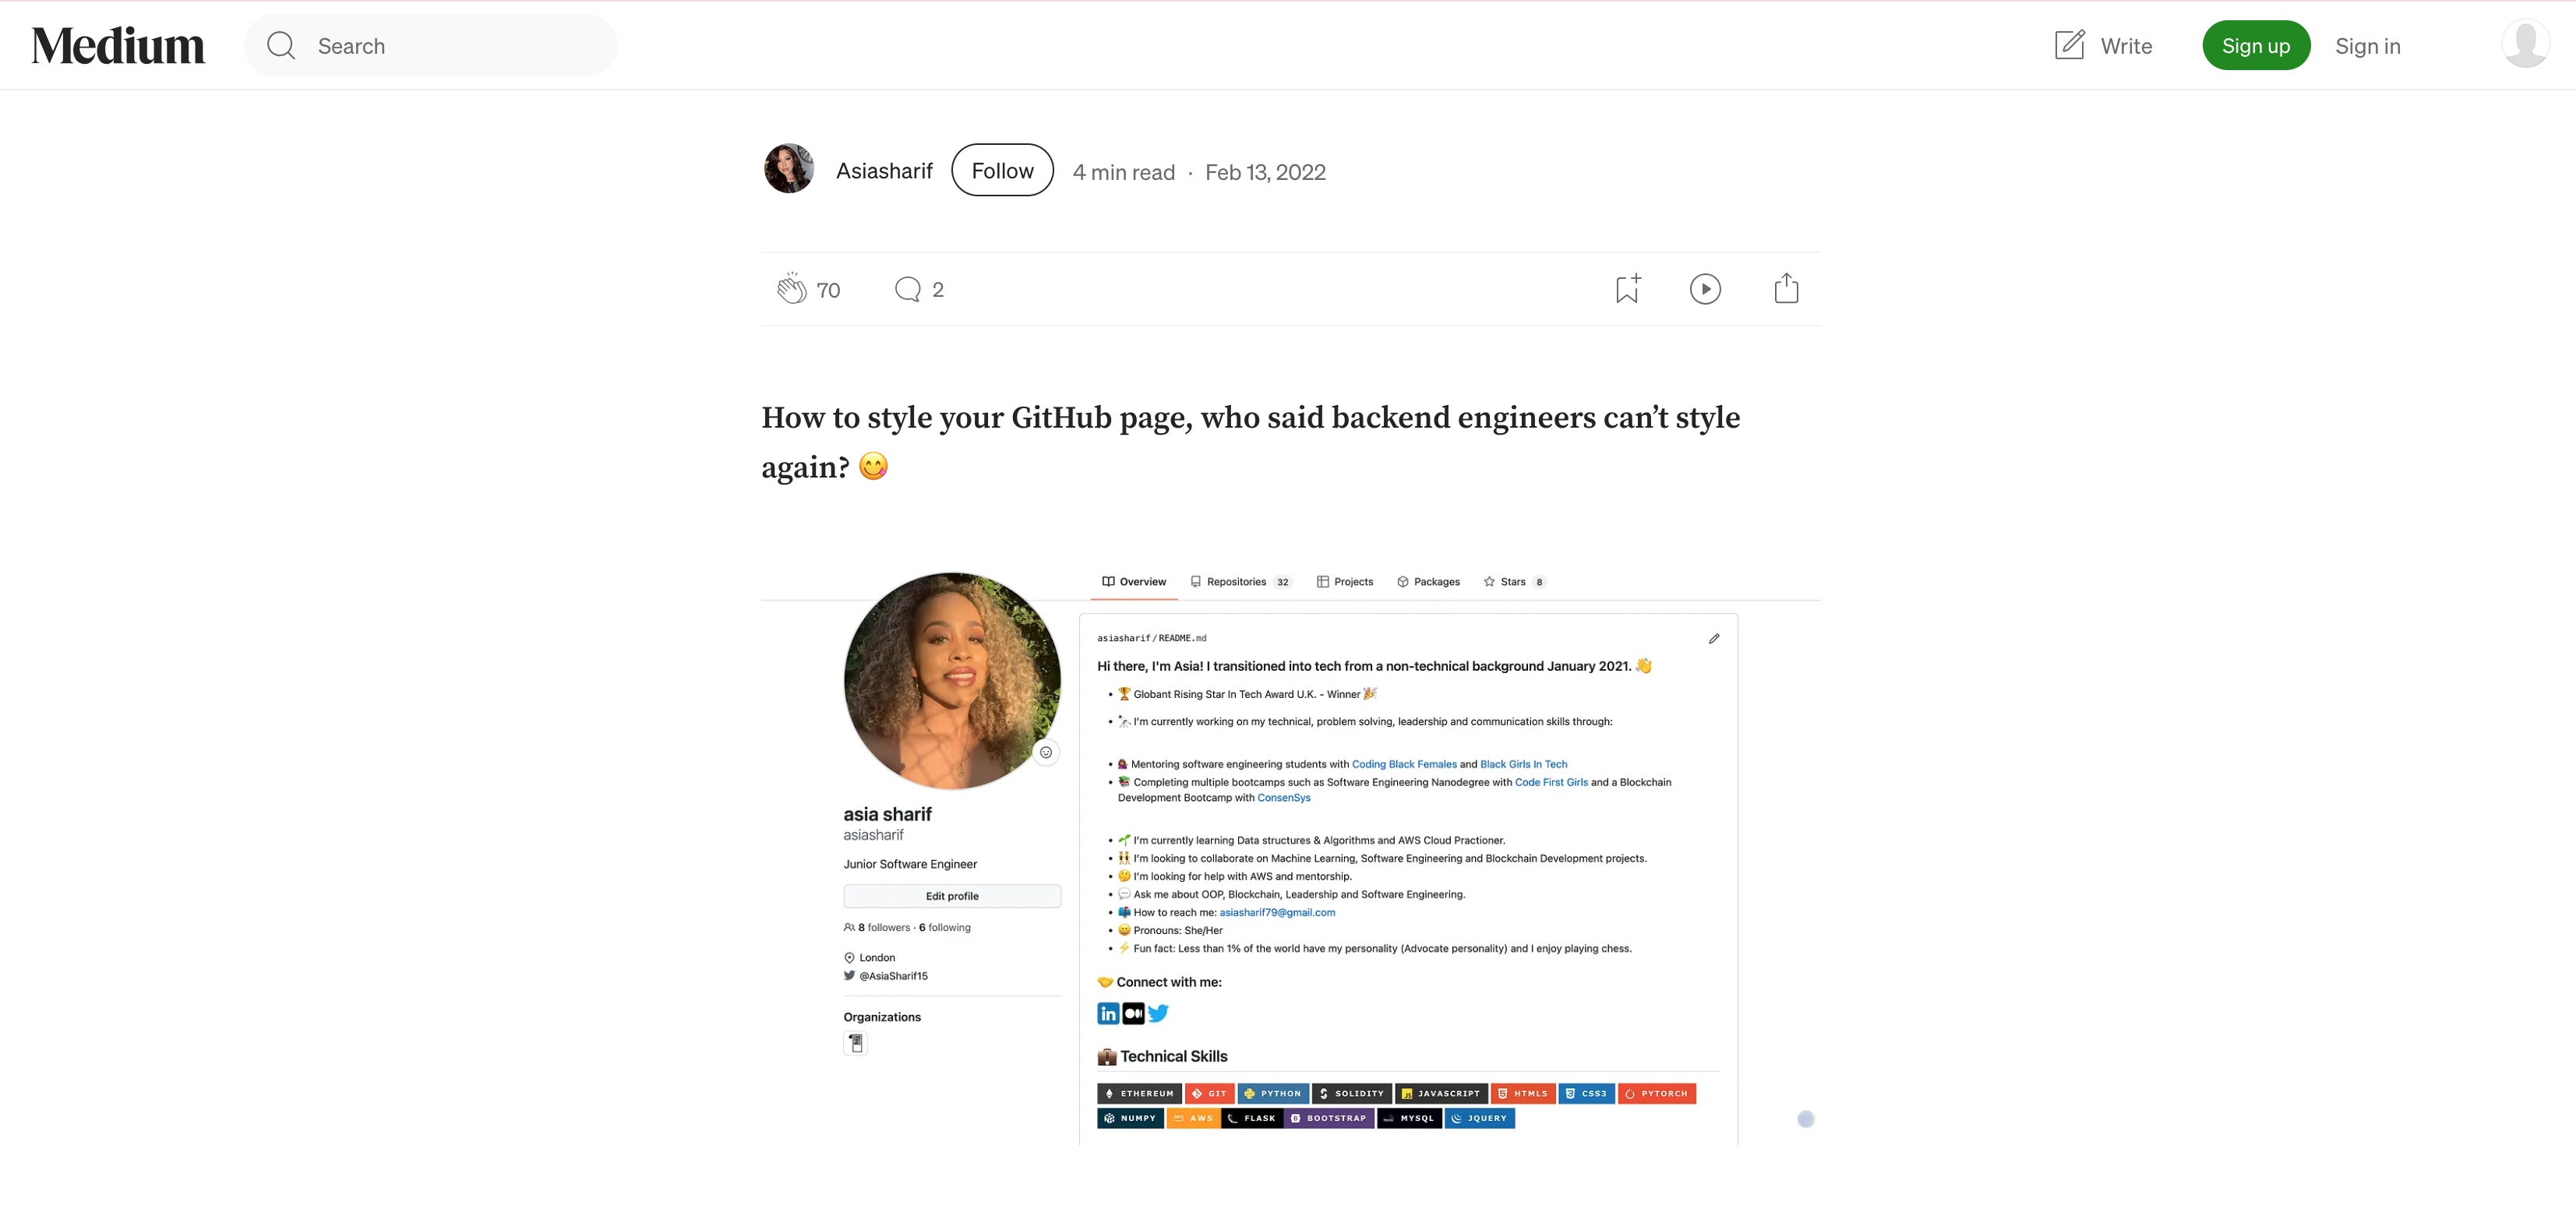 Medium
Search
Write
Sign up
Sign in
Asiasharif
Follow
4 min read · Feb 13, 2022
70
2
How to style your GitHub page, who said backend engineers can’t style
again? 😋
Overview
Repositories 32
Projects
Packages
Stars 8
asiasharif / README.md
Hi there, I'm Asia! I transitioned into tech from a non-technical background January 2021. 👋
• 🏆 Globant Rising Star In Tech Award U.K. - Winner 🎉
• 🔭 I'm currently working on my technical, problem solving, leadership and communication skills through:
• Mentoring software engineering students with Coding Black Females and Black Girls In Tech
• 📚 Completing multiple bootcamps such as Software Engineering Nanodegree with Code First Girls and a Blockchain
Development Bootcamp with ConsenSys
• 🌱 I'm currently learning Data structures & Algorithms and AWS Cloud Practioner.
• 👯 I'm looking to collaborate on Machine Learning, Software Engineering and Blockchain Development projects.
• 🤔 I'm looking for help with AWS and mentorship.
• 💬 Ask me about OOP, Blockchain, Leadership and Software Engineering.
• 📫 How to reach me: asiasharif79@gmail.com
• 😄 Pronouns: She/Her
• ⚡ Fun fact: Less than 1% of the world have my personality (Advocate personality) and I enjoy playing chess.
🤝 Connect with me:
in
💼 Technical Skills
ETHEREUM GIT PYTHON SOLIDITY JAVASCRIPT HTML5 CSS3 PYTORCH
NUMPY AWS FLASK BOOTSTRAP MYSQL JQUERY
asia sharif
asiasharif
Junior Software Engineer
Edit profile
8 followers · 6 following
London
@AsiaSharif15
Organizations